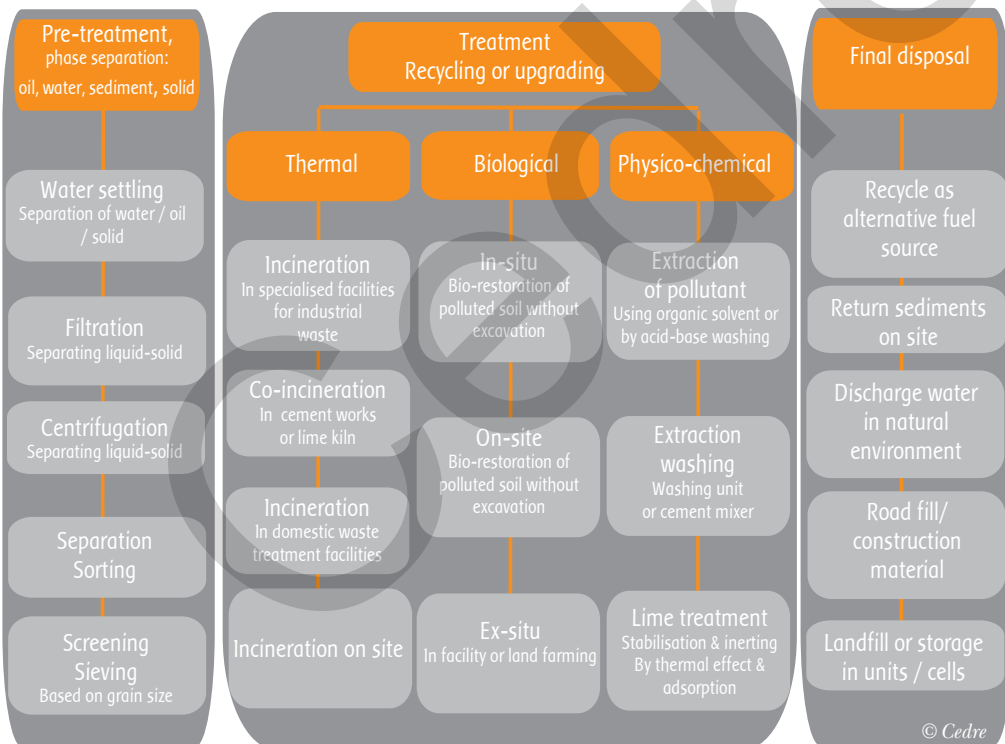 Pre-treatment,
phase separation:
oil, water, sediment, solid
Water settling
Separation of water / oil
/ solid
Filtration
Separating liquid-solid
Centrifugation
Separating liquid-solid
Separation
Sorting
Screening
Sieving
Based on grain size
Treatment
Recycling or upgrading
Thermal
Incineration
In specialised facilities
for industrial
waste
Co-incineration
In cement works
or lime kiln
Incineration
In domestic waste
treatment facilities
Incineration on site
Biological
In-situ
Bio-restoration of
polluted soil without
excavation
On-site
Bio-restoration of
polluted soil without
excavation
Ex-situ
In facility or land farming
Physico-chemical
Extraction
of pollutant
Using organic solvent or
by acid-base washing
Extraction
washing
Washing unit
or cement mixer
Lime treatment
Stabilisation & inerting
By thermal effect &
adsorption
Final disposal
Recycle as
alternative fuel
source
Return sediments
on site
Discharge water
in natural
environment
Road fill/
construction
material
Landfill or storage
in units / cells
© Cedre
Cedre